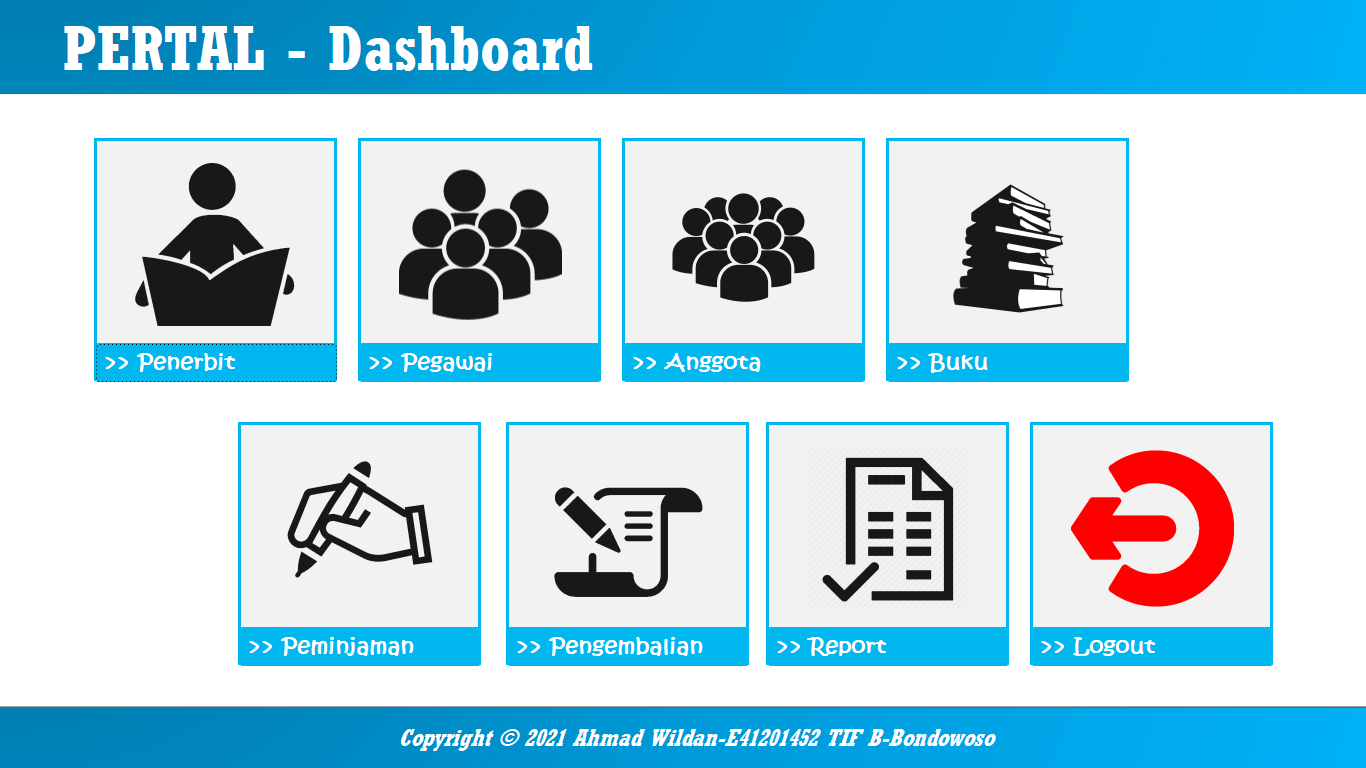 PERTAL - Dashboard
>> Penerbit
>> Pegawai
>> Anggota
>> Buku
>> Peminjaman
>> Pengembalian
>> Report
>> Logout
Copyright © 2021 Ahmad Wildan-E41201452 TIF B-Bondowoso